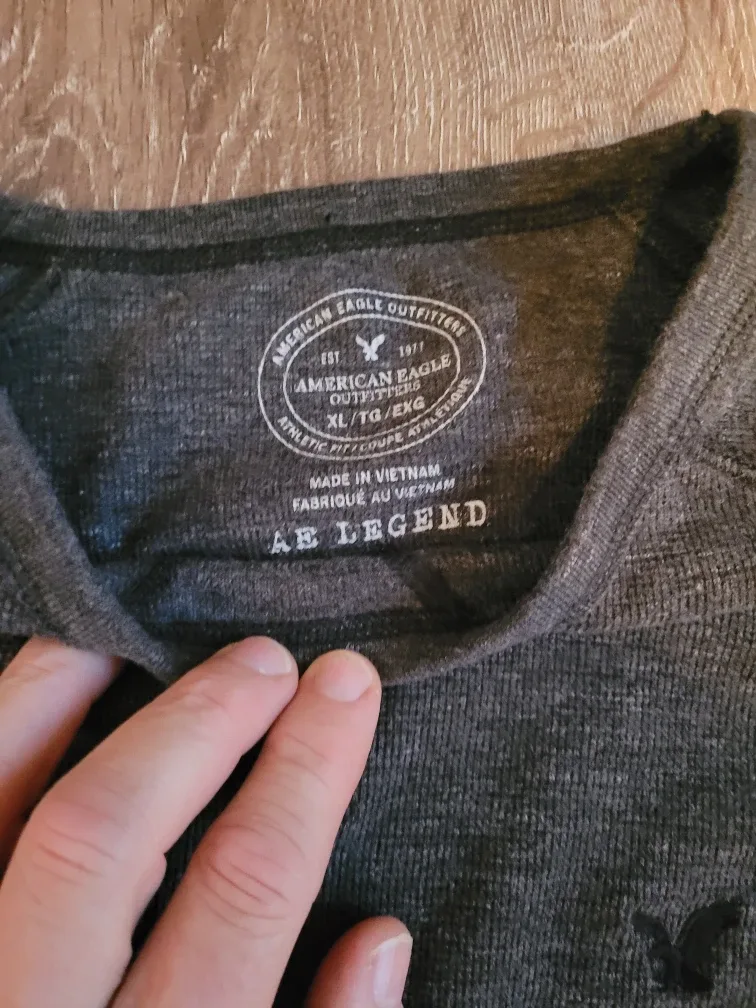 AMERICAN EAGLE OUTFITTERS
EST 1977
AMERICAN EAGLE
OUTFITTERS
XL/TG/EXG
ATHLETIC FIT/COUPE ATHLÉTIQUE
MADE IN VIETNAM
FABRIQUÉ AU VIETNAM
AE LEGEND